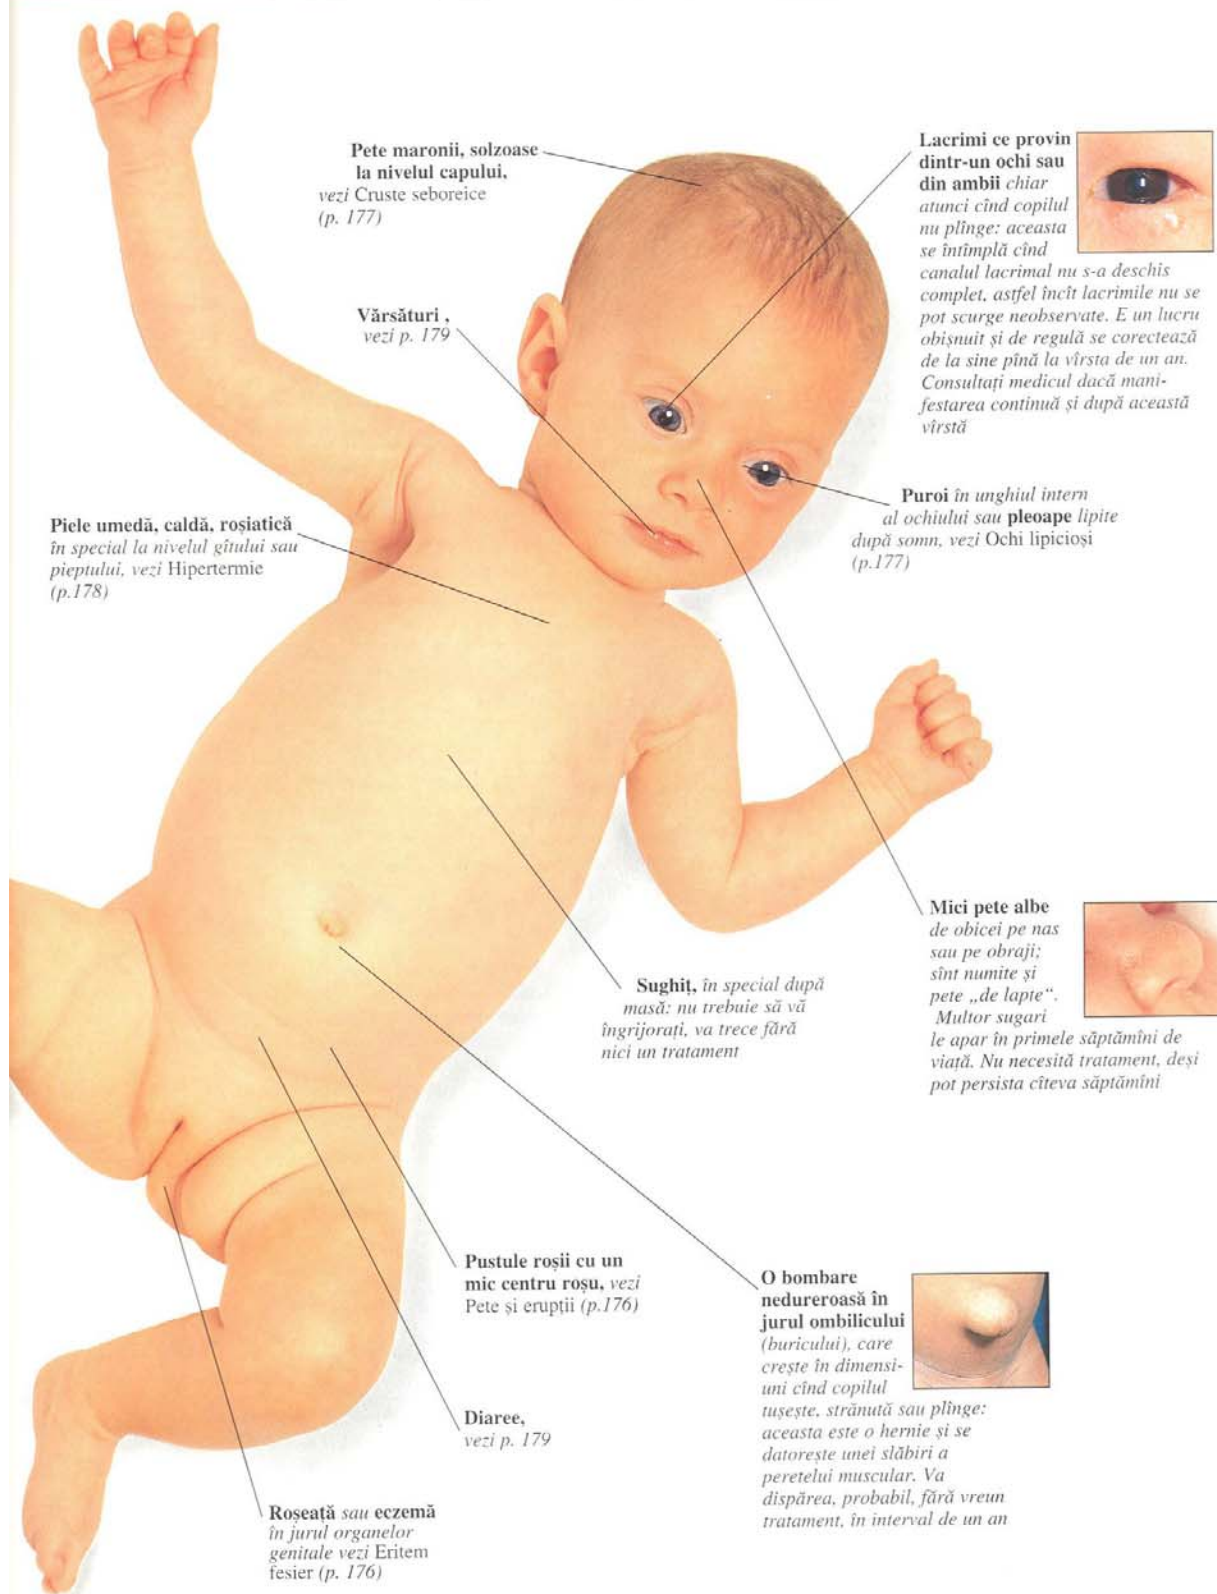 Pete maronii, solzoase
la nivelul capului,
vezi Cruste seboreice
(p. 177)
Vărsături ,
vezi p. 179
Piele umedă, caldă, roșiatică
în special la nivelul gîtului sau
pieptului, vezi Hipertermie
(p.178)
Lacrimi ce provin
dintr-un ochi sau
din ambii chiar
atunci cînd copilul
nu plînge: aceasta
se întîmplă cînd
canalul lacrimal nu s-a deschis
complet, astfel încît lacrimile nu se
pot scurge neobservate. E un lucru
obișnuit și de regulă se corectează
de la sine pînă la vîrsta de un an.
Consultați medicul dacă mani-
festarea continuă și după această
vîrstă
Puroi în unghiul intern
al ochiului sau pleoape lipite
după somn, vezi Ochi lipicioși
(p.177)
Mici pete albe
de obicei pe nas
sau pe obraji;
sînt numite și
pete „de lapte“.
Multor sugari
le apar în primele săptămîni de
viață. Nu necesită tratament, deși
pot persista cîteva săptămîni
Sughiț, în special după
masă: nu trebuie să vă
îngrijorați, va trece fără
nici un tratament
Pustule roșii cu un
mic centru roșu, vezi
Pete și erupții (p.176)
O bombare
nedureroasă în
jurul ombilicului
(buricului), care
crește în dimensi-
uni cînd copilul
tușește, strănută sau plînge:
aceasta este o hernie și se
datorește unei slăbiri a
peretelui muscular. Va
dispărea, probabil, fără vreun
tratament, în interval de un an
Diaree,
vezi p. 179
Roșeață sau eczemă
în jurul organelor
genitale vezi Eritem
fesier (p. 176)